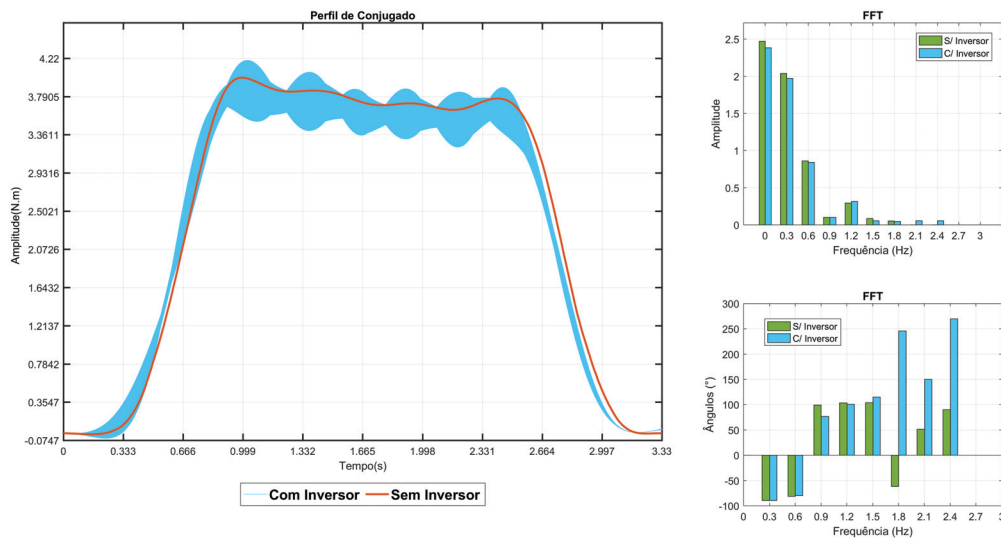 Perfil de Conjugado
4.22
3.7905
3.3611
2.9316
2.5021
2.0726
1.6432
1.2137
0.7842
0.3547
-0.0747
Amplitude(N.m)
0 0.333 0.666 0.999 1.332 1.665 1.998 2.331 2.664 2.997 3.33
Tempo(s)
Com Inversor Sem Inversor
FFT
2.5
2
1.5
1
0.5
0
Amplitude
S/ Inversor
C/ Inversor
0 0.3 0.6 0.9 1.2 1.5 1.8 2.1 2.4 2.7 3
Frequência (Hz)
FFT
300
250
200
150
100
50
0
-50
-100
Ângulos (°)
S/ Inversor
C/ Inversor
0 0.3 0.6 0.9 1.2 1.5 1.8 2.1 2.4 2.7 3
Frequência (Hz)